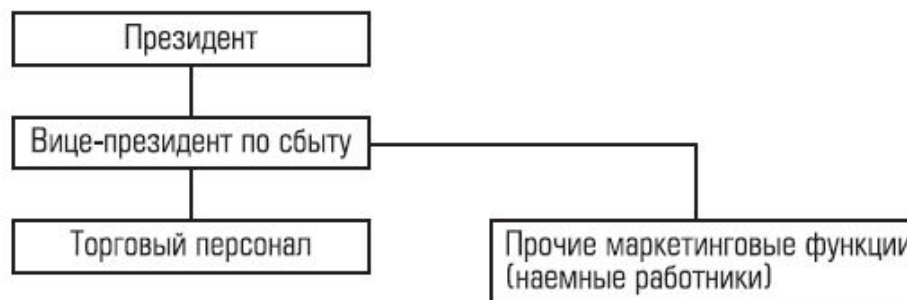 Президент
Вице-президент по сбыту
Торговый персонал
Прочие маркетинговые функции
(наемные работники)